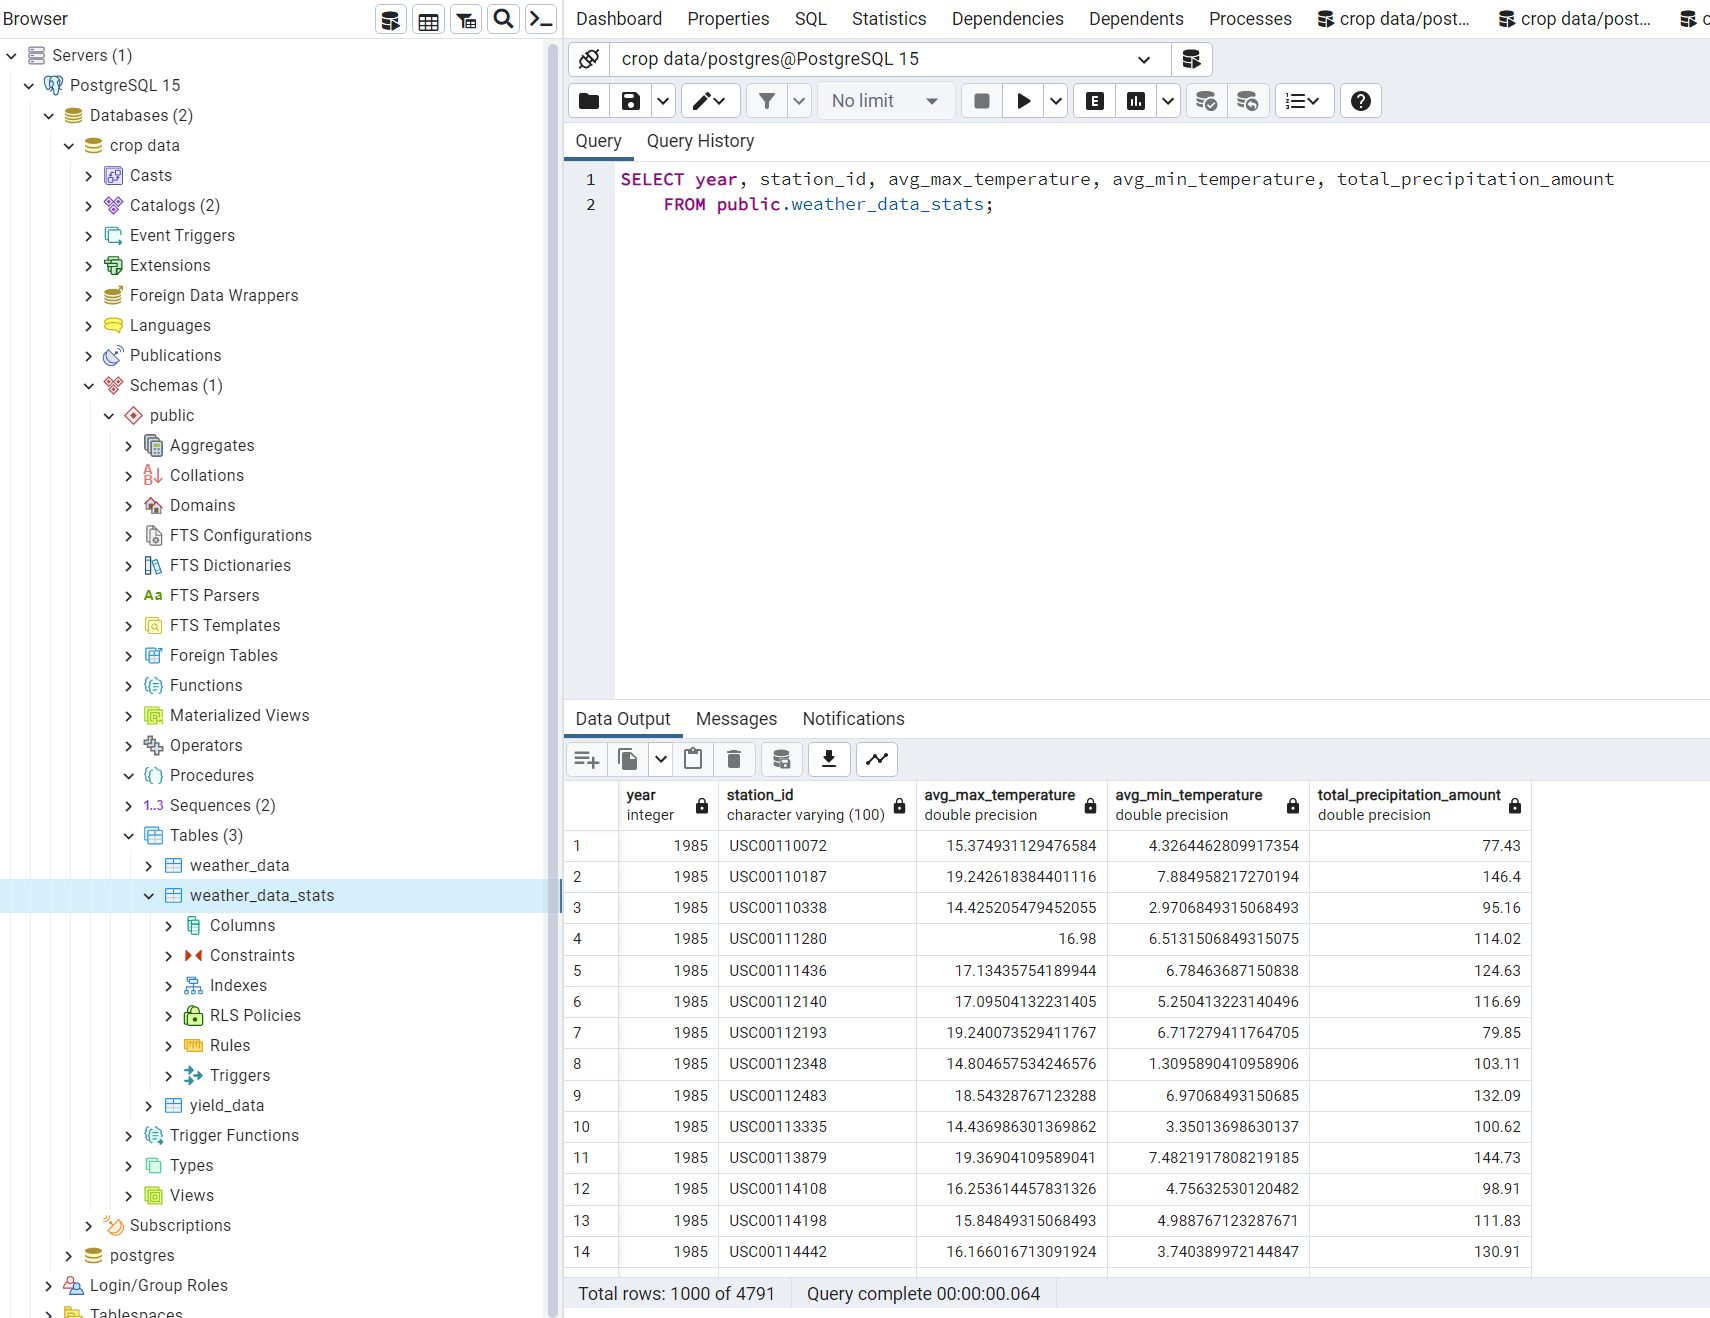 Browser
Servers (1)
PostgreSQL 15
Databases (2)
crop data
Casts
Catalogs (2)
Event Triggers
Extensions
Foreign Data Wrappers
Languages
Publications
Schemas (1)
public
Aggregates
Collations
Domains
FTS Configurations
FTS Dictionaries
Aa FTS Parsers
FTS Templates
Foreign Tables
Functions
Materialized Views
Operators
Procedures
1..3 Sequences (2)
Tables (3)
weather_data
weather_data_stats
Columns
Constraints
Indexes
RLS Policies
Rules
Triggers
yield_data
Trigger Functions
Types
Views
Subscriptions
postgres
Login/Group Roles
Tablespaces
Dashboard Properties SQL Statistics Dependencies Dependents Processes crop data/post... crop data/post... c
crop data/postgres@PostgreSQL 15
No limit E
Query Query History
1 SELECT year, station_id, avg_max_temperature, avg_min_temperature, total_precipitation_amount
2 FROM public.weather_data_stats;
Data Output Messages Notifications
year station_id avg_max_temperature avg_min_temperature total_precipitation_amount
integer character varying (100) double precision double precision double precision
1 1985 USC00110072 15.374931129476584 4.3264462809917354 77.43
2 1985 USC00110187 19.242618384401116 7.884958217270194 146.4
3 1985 USC00110338 14.425205479452055 2.9706849315068493 95.16
4 1985 USC00111280 16.98 6.5131506849315075 114.02
5 1985 USC00111436 17.13435754189944 6.78463687150838 124.63
6 1985 USC00112140 17.09504132231405 5.250413223140496 116.69
7 1985 USC00112193 19.240073529411767 6.717279411764705 79.85
8 1985 USC00112348 14.804657534246576 1.3095890410958906 103.11
9 1985 USC00112483 18.54328767123288 6.97068493150685 132.09
10 1985 USC00113335 14.436986301369862 3.35013698630137 100.62
11 1985 USC00113879 19.36904109589041 7.4821917808219185 144.73
12 1985 USC00114108 16.253614457831326 4.75632530120482 98.91
13 1985 USC00114198 15.84849315068493 4.988767123287671 111.83
14 1985 USC00114442 16.166016713091924 3.740389972144847 130.91
Total rows: 1000 of 4791 Query complete 00:00:00.064